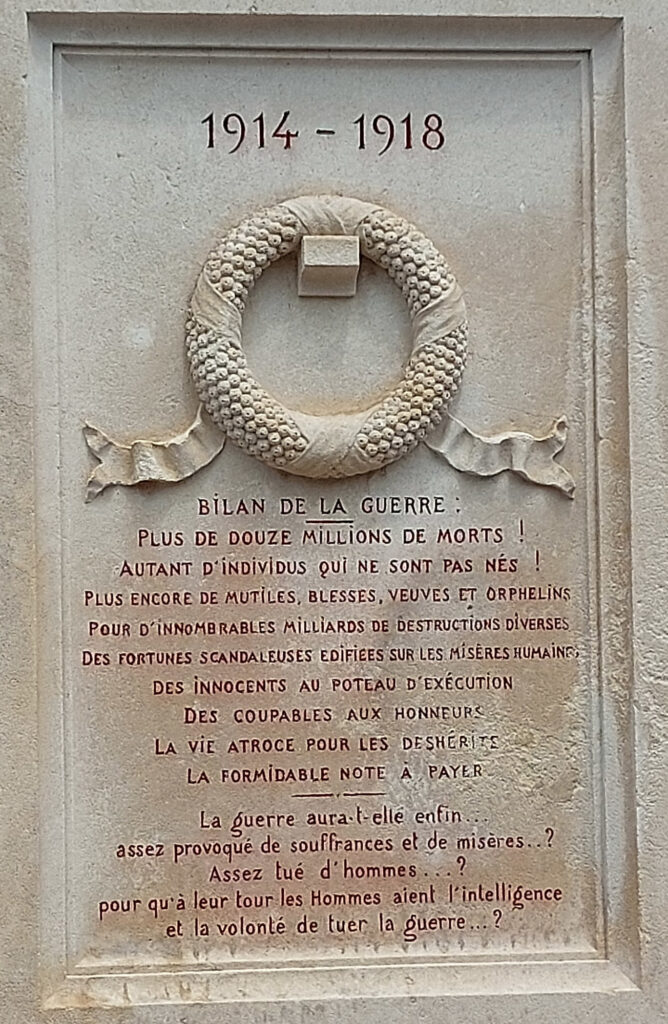 1914 - 1918
BILAN DE LA GUERRE :
PLUS DE DOUZE MILLIONS DE MORTS !
AUTANT D'INDIVIDUS QUI NE SONT PAS NÉS !
PLUS ENCORE DE MUTILES, BLESSES, VEUVES ET ORPHELINS
POUR D'INNOMBRABLES MILLIARDS DE DESTRUCTIONS DIVERSES
DES FORTUNES SCANDALEUSES EDIFIEES SUR LES MISÈRES HUMAINES
DES INNOCENTS AU POTEAU D'EXÉCUTION
DES COUPABLES AUX HONNEURS
LA VIE ATROCE POUR LES DESHÉRITÉS
LA FORMIDABLE NOTE À PAYER
La guerre aura-t-elle enfin...
assez provoqué de souffrances et de misères..?
Assez tué d'hommes...?
pour qu'à leur tour les Hommes aient l'intelligence
et la volonté de tuer la guerre...?